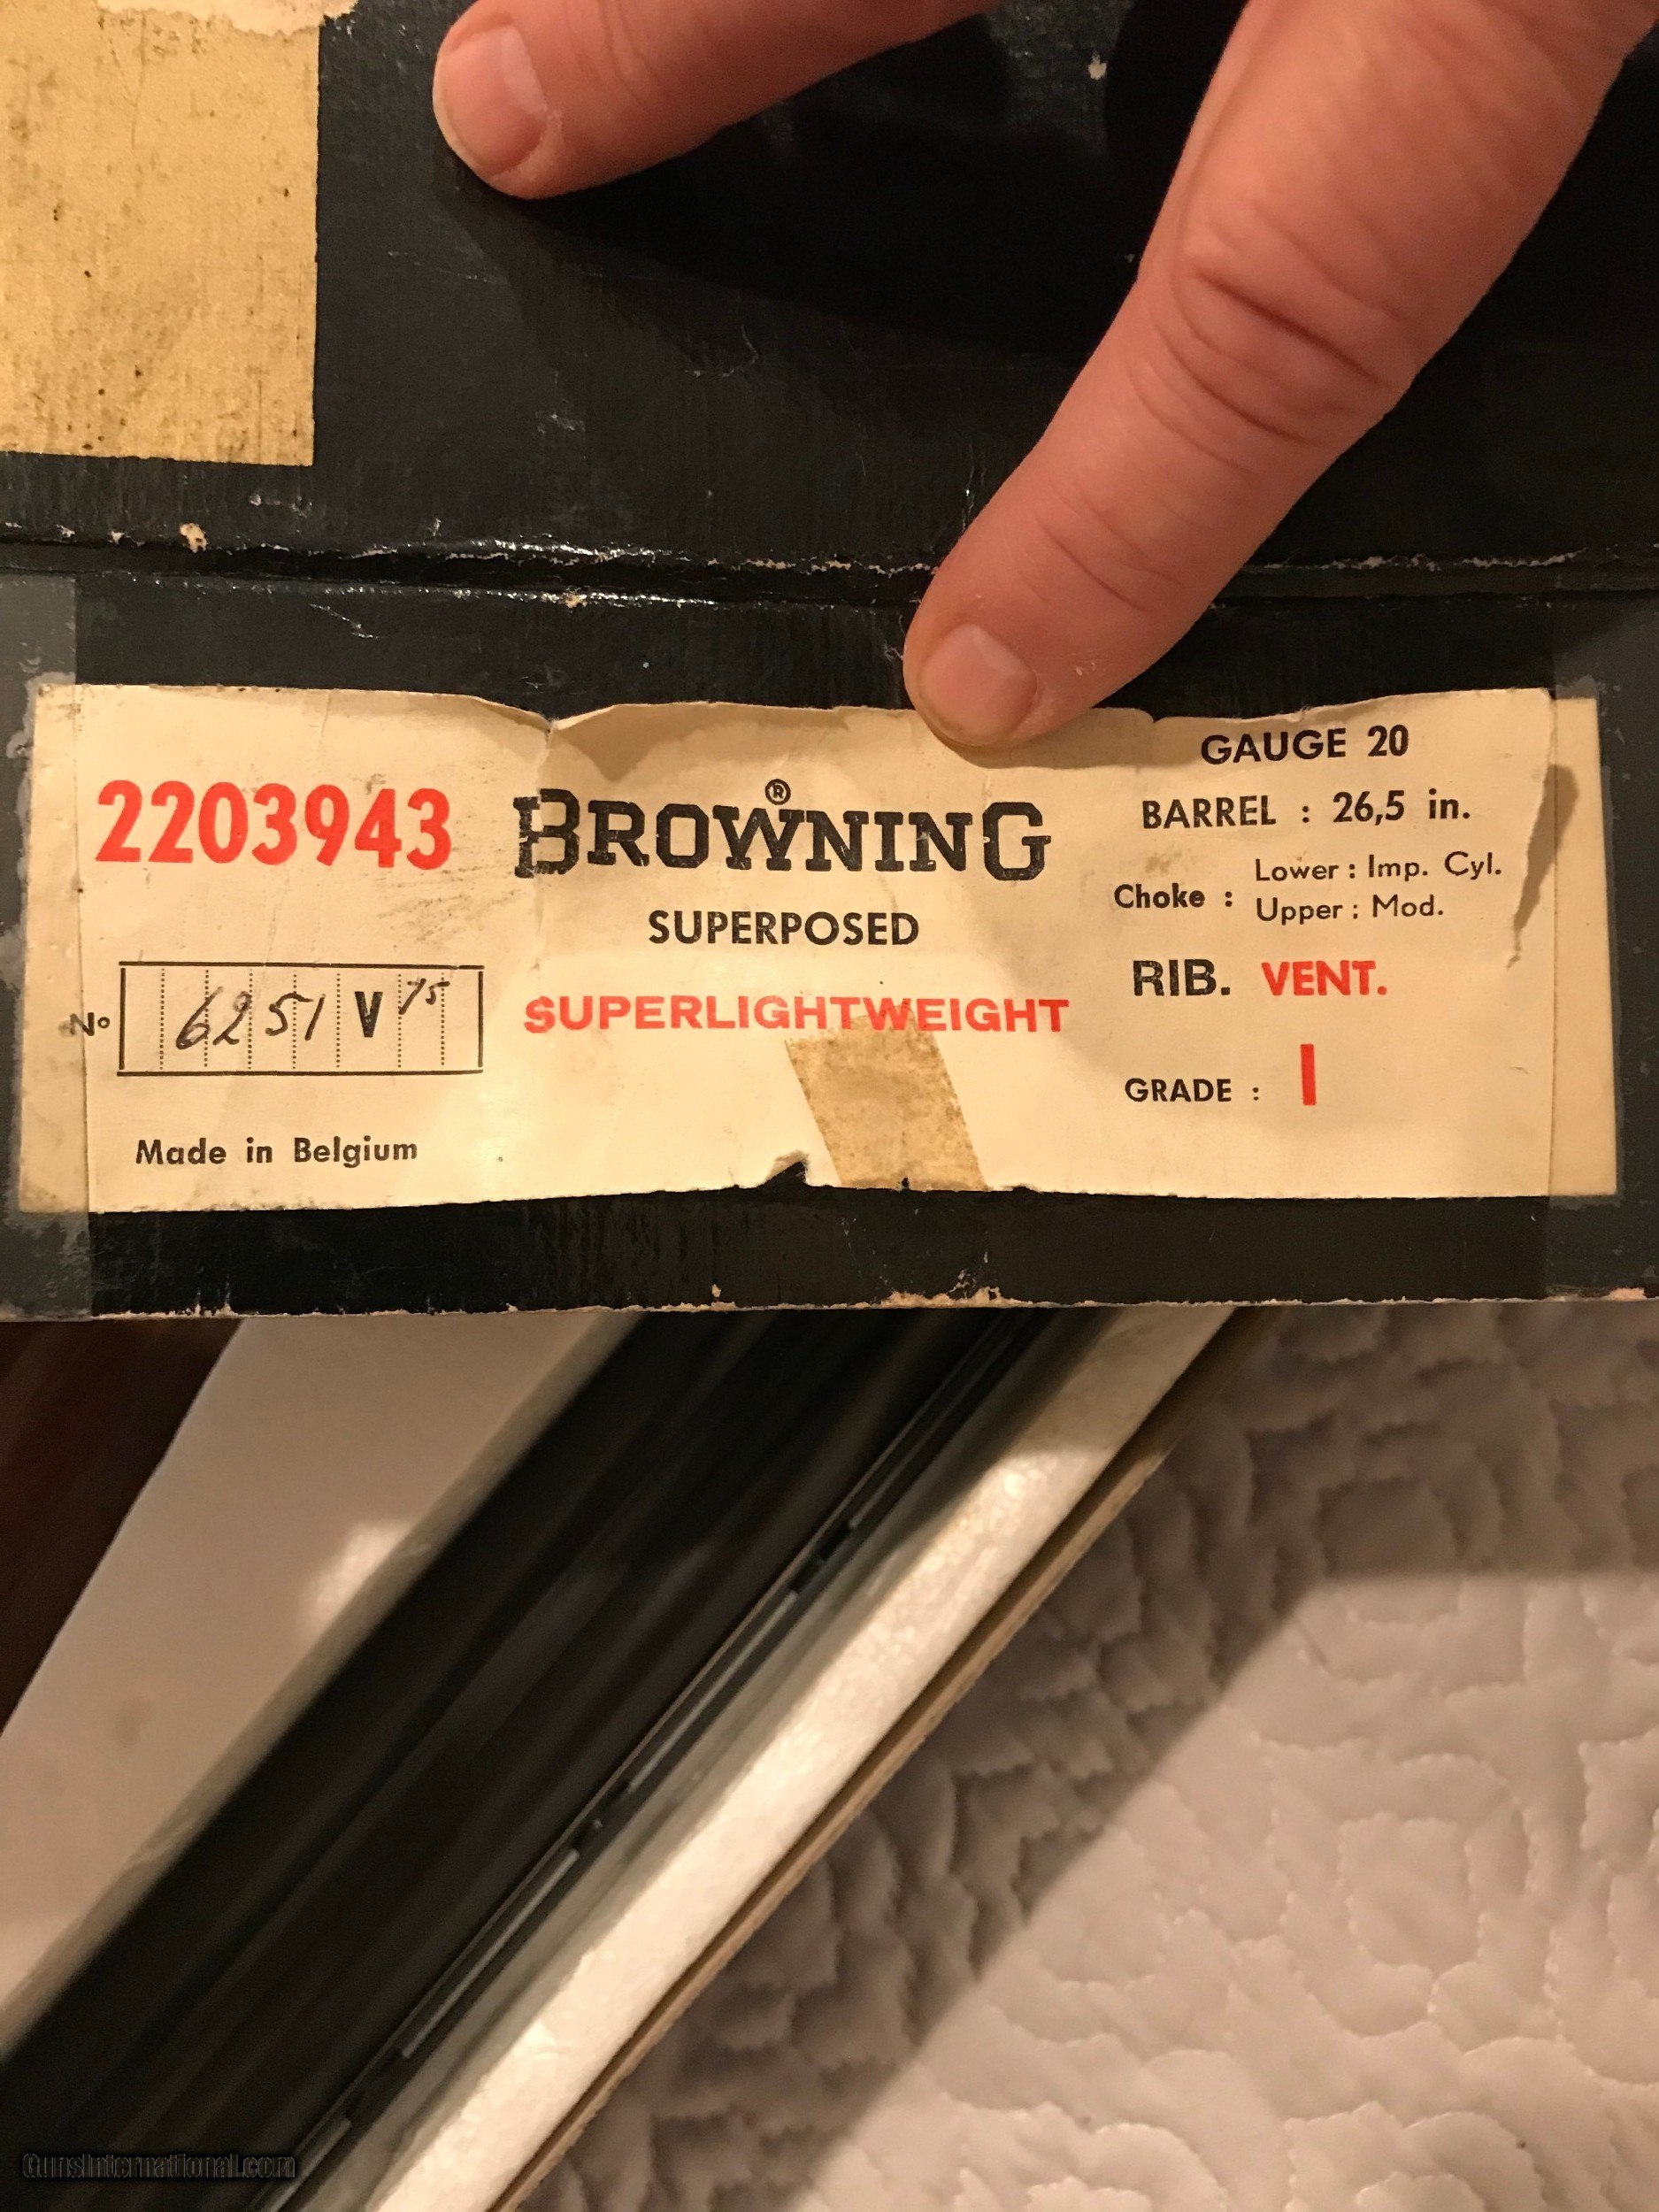 2203943
BROWNING®
SUPERPOSED
SUPERLIGHTWEIGHT
No 6251 V 75
Made in Belgium
GAUGE 20
BARREL : 26,5 in.
Choke : Lower : Imp. Cyl.
Upper : Mod.
RIB. VENT.
GRADE : I
GunsInternational.com